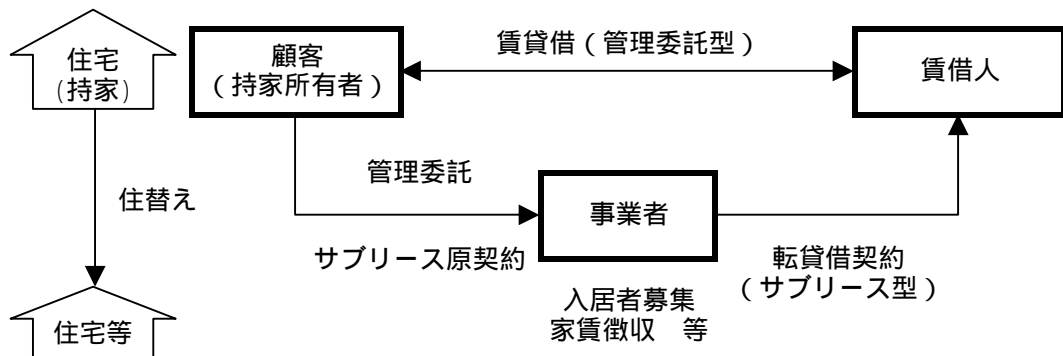 住宅
(持家)
顧客
（持家所有者）
賃貸借（管理委託型）
賃借人
管理委託
住替え
事業者
サブリース原契約
転貸借契約
（サブリース型）
入居者募集
家賃徴収　等
住宅等